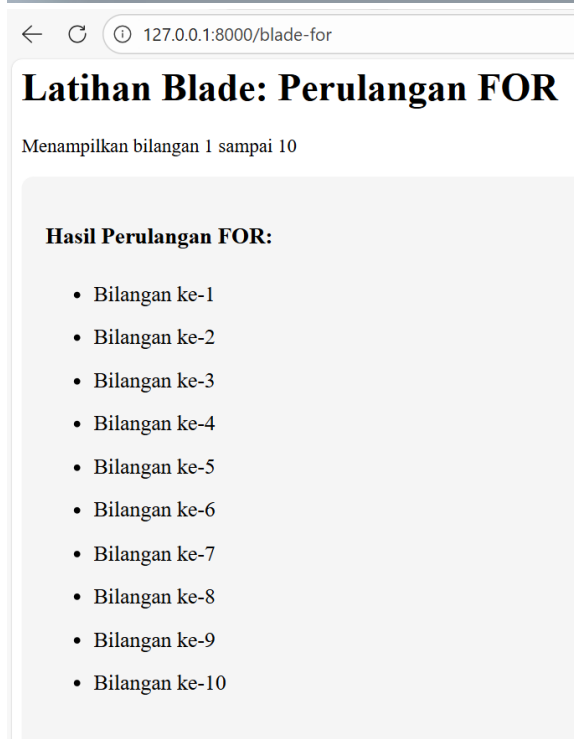 127.0.0.1:8000/blade-for
Latihan Blade: Perulangan FOR
Menampilkan bilangan 1 sampai 10
Hasil Perulangan FOR:
• Bilangan ke-1
• Bilangan ke-2
• Bilangan ke-3
• Bilangan ke-4
• Bilangan ke-5
• Bilangan ke-6
• Bilangan ke-7
• Bilangan ke-8
• Bilangan ke-9
• Bilangan ke-10